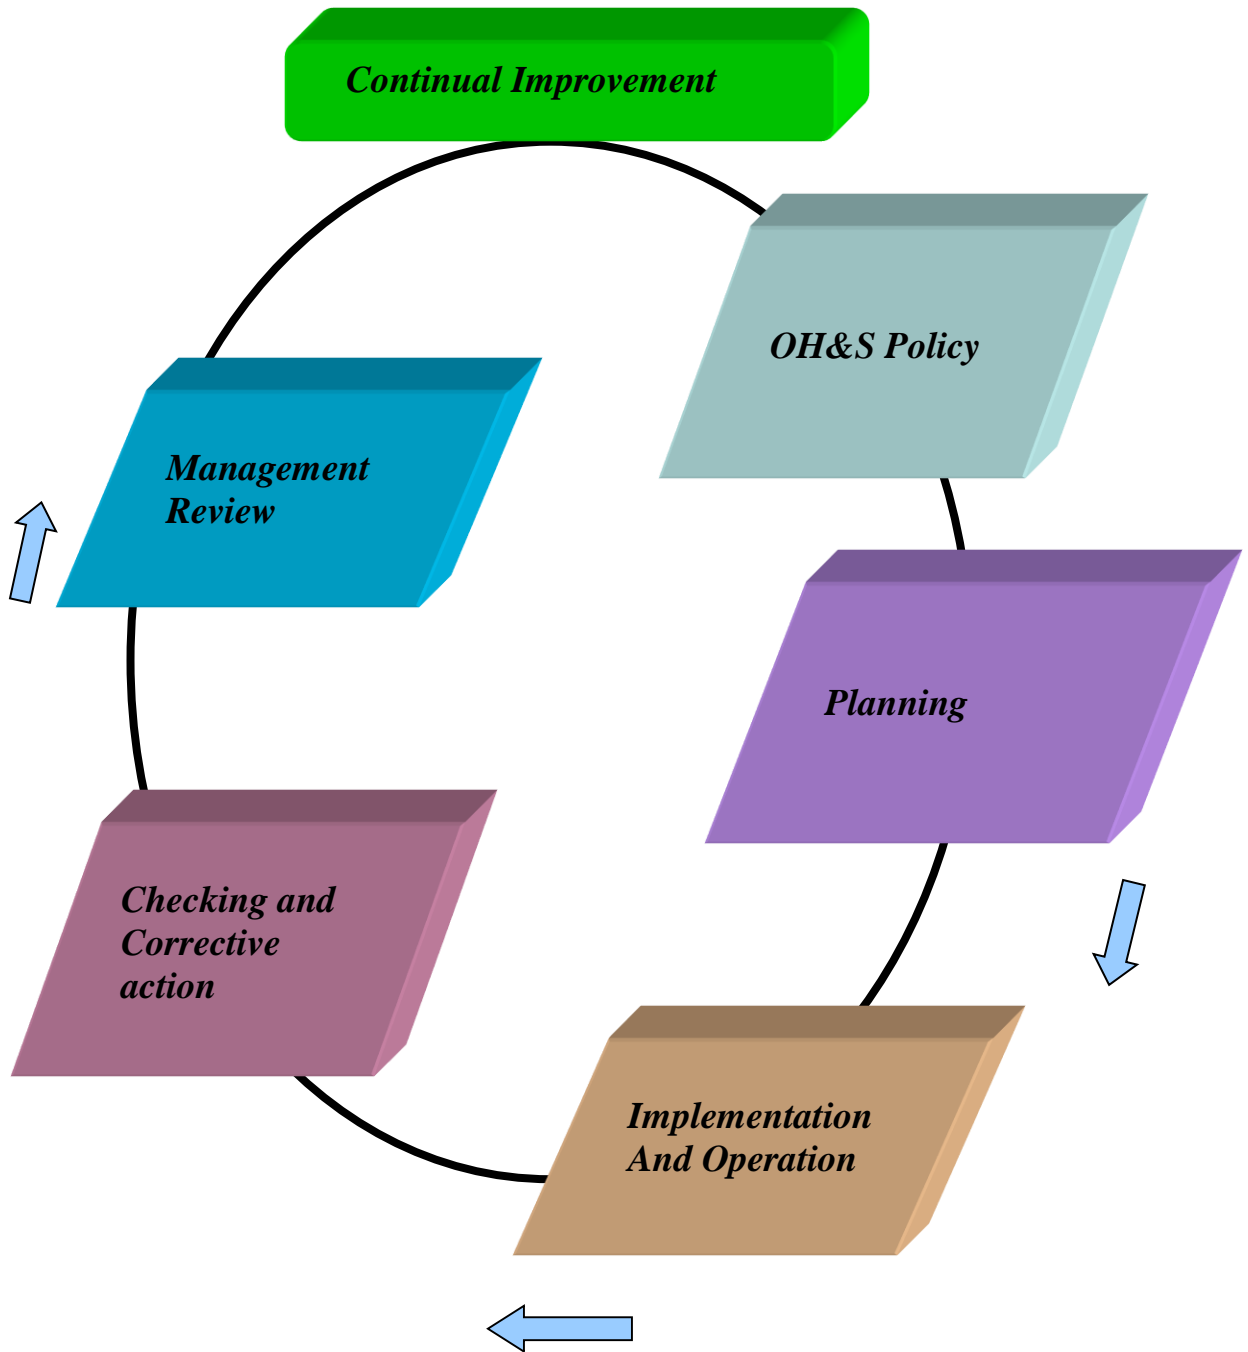 Continual Improvement
OH&S Policy
Management
Review
Planning
Checking and
Corrective
action
Implementation
And Operation